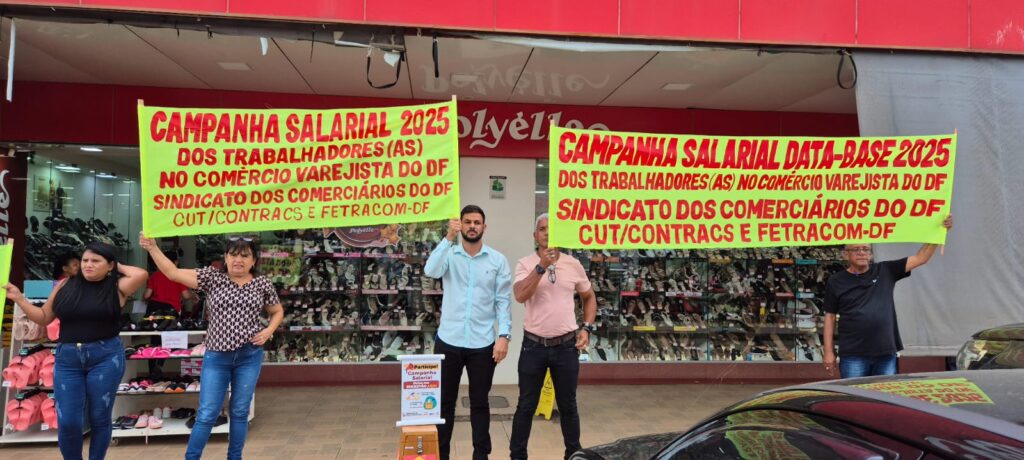 Polyélle
CAMPANHA SALARIAL 2025
DOS TRABALHADORES(AS)
NO COMÉRCIO VAREJISTA DO DF
SINDICATO DOS COMERCIÁRIOS DO DF
CUT/CONTRACS E FETRACOM-DF
CAMPANHA SALARIAL DATA-BASE 2025
DOS TRABALHADORES(AS) NO COMÉRCIO VAREJISTA DO DF
SINDICATO DOS COMERCIÁRIOS DO DF
CUT/CONTRACS E FETRACOM-DF
Participe!
Campanha Salarial